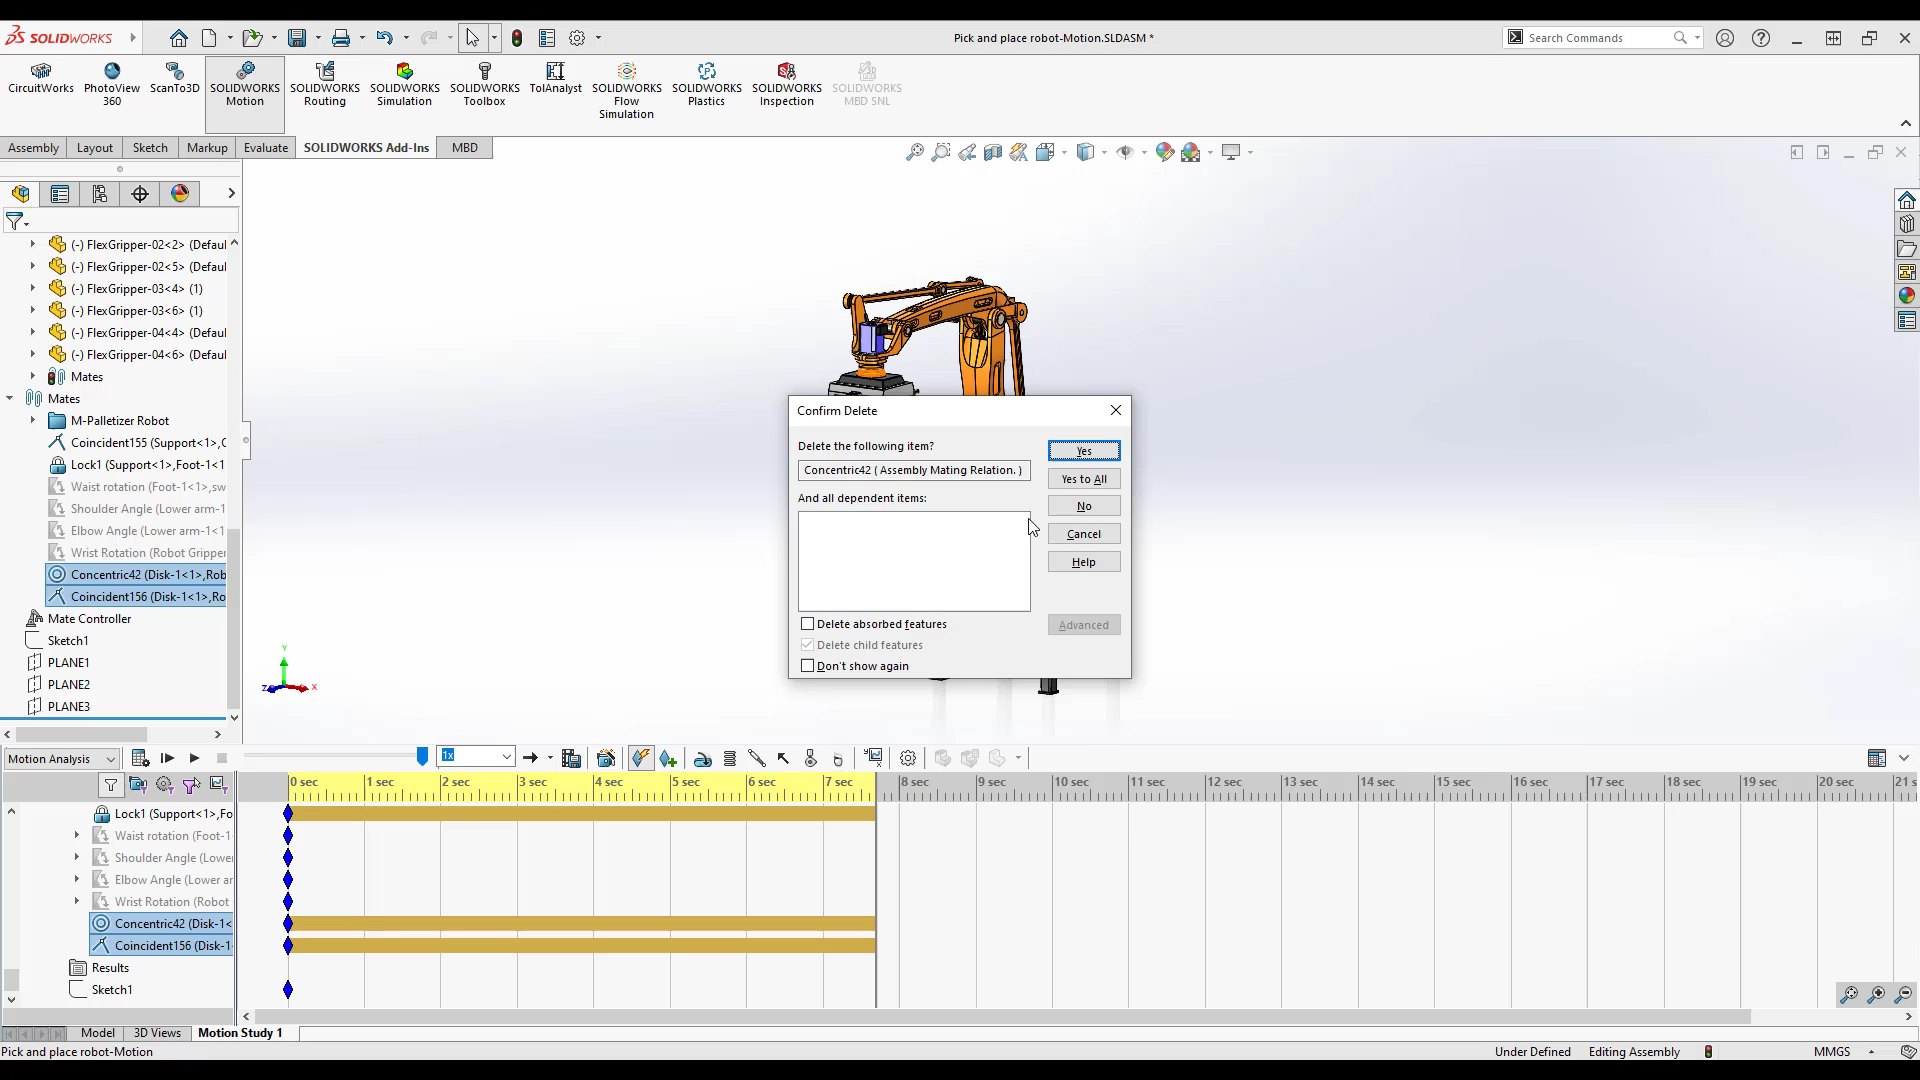 SOLIDWORKS
Pick and place robot-Motion.SLDASM *
Search Commands
CircuitWorks
PhotoView
360
ScanTo3D
SOLIDWORKS
Motion
SOLIDWORKS
Routing
SOLIDWORKS
Simulation
SOLIDWORKS
Toolbox
TolAnalyst
SOLIDWORKS
Flow
Simulation
SOLIDWORKS
Plastics
SOLIDWORKS
Inspection
SOLIDWORKS
MBD SNL
Assembly
Layout
Sketch
Markup
Evaluate
SOLIDWORKS Add-Ins
MBD
(-) FlexGripper-02<2> (Defaul
(-) FlexGripper-02<5> (Defaul
(-) FlexGripper-03<4> (1)
(-) FlexGripper-03<6> (1)
(-) FlexGripper-04<4> (Defaul
(-) FlexGripper-04<6> (Defaul
Mates
Mates
M-Palletizer Robot
Coincident155 (Support<1>,C
Lock1 (Support<1>,Foot-1<1
Waist rotation (Foot-1<1>,sw
Shoulder Angle (Lower arm-1
Elbow Angle (Lower arm-1<1
Wrist Rotation (Robot Gripper
Concentric42 (Disk-1<1>,Rob
Coincident156 (Disk-1<1>,Ro
Mate Controller
Sketch1
PLANE1
PLANE2
PLANE3
Y
Z
X
Confirm Delete
Delete the following item?
Concentric42 ( Assembly Mating Relation. )
And all dependent items:
Yes
Yes to All
No
Cancel
Help
Advanced
Delete absorbed features
Delete child features
Don't show again
Motion Analysis
1x
0 sec
1 sec
2 sec
3 sec
4 sec
5 sec
6 sec
7 sec
8 sec
9 sec
10 sec
11 sec
12 sec
13 sec
14 sec
15 sec
16 sec
17 sec
18 sec
19 sec
20 sec
21 s
Lock1 (Support<1>,Fo
Waist rotation (Foot-1
Shoulder Angle (Lowe
Elbow Angle (Lower ar
Wrist Rotation (Robot
Concentric42 (Disk-1<
Coincident156 (Disk-1
Results
Sketch1
Model
3D Views
Motion Study 1
Pick and place robot-Motion
Under Defined
Editing Assembly
MMGS